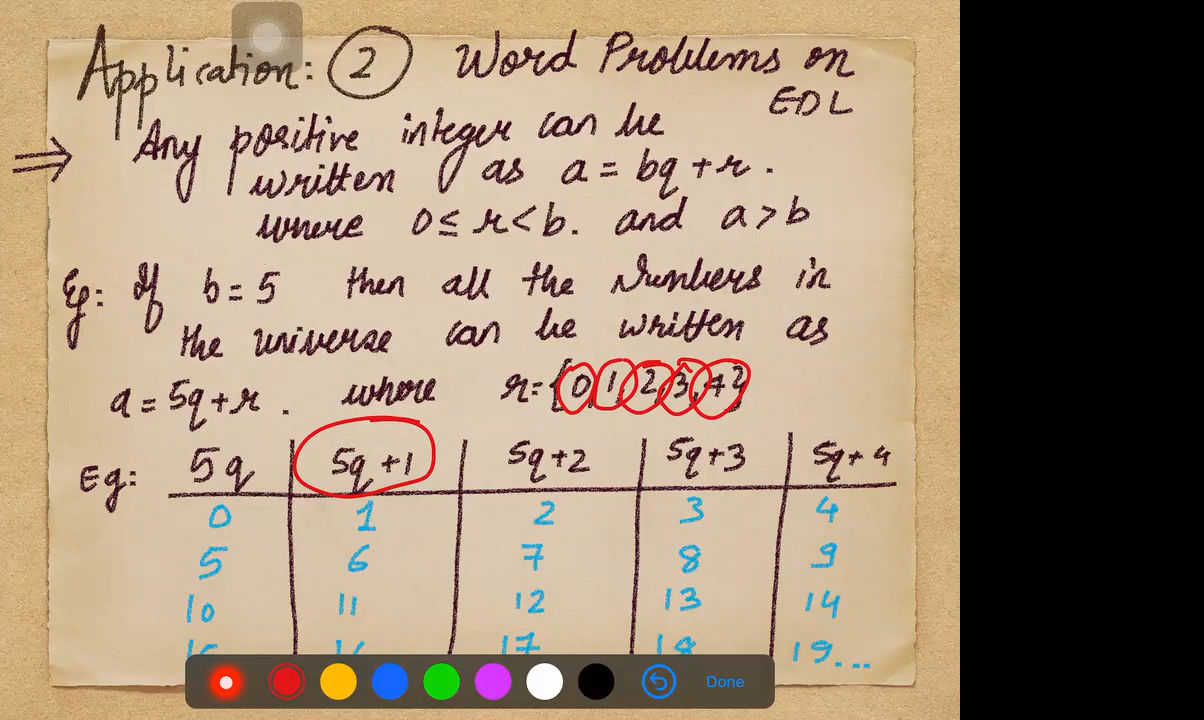 Application: 2 Word Problems on
EDL
⇒ Any positive integer can be
written as a = bq + r.
where 0 ≤ r < b. and a > b
Eg: If b = 5 then all the Numbers in
the universe can be written as
a = 5q + r. where r = {0, 1, 2, 3, 4}
Eg: 5q 5q + 1 5q + 2 5q + 3 5q + 4
0 1 2 3 4
5 6 7 8 9
10 11 12 13 14
17 18 19...
Done